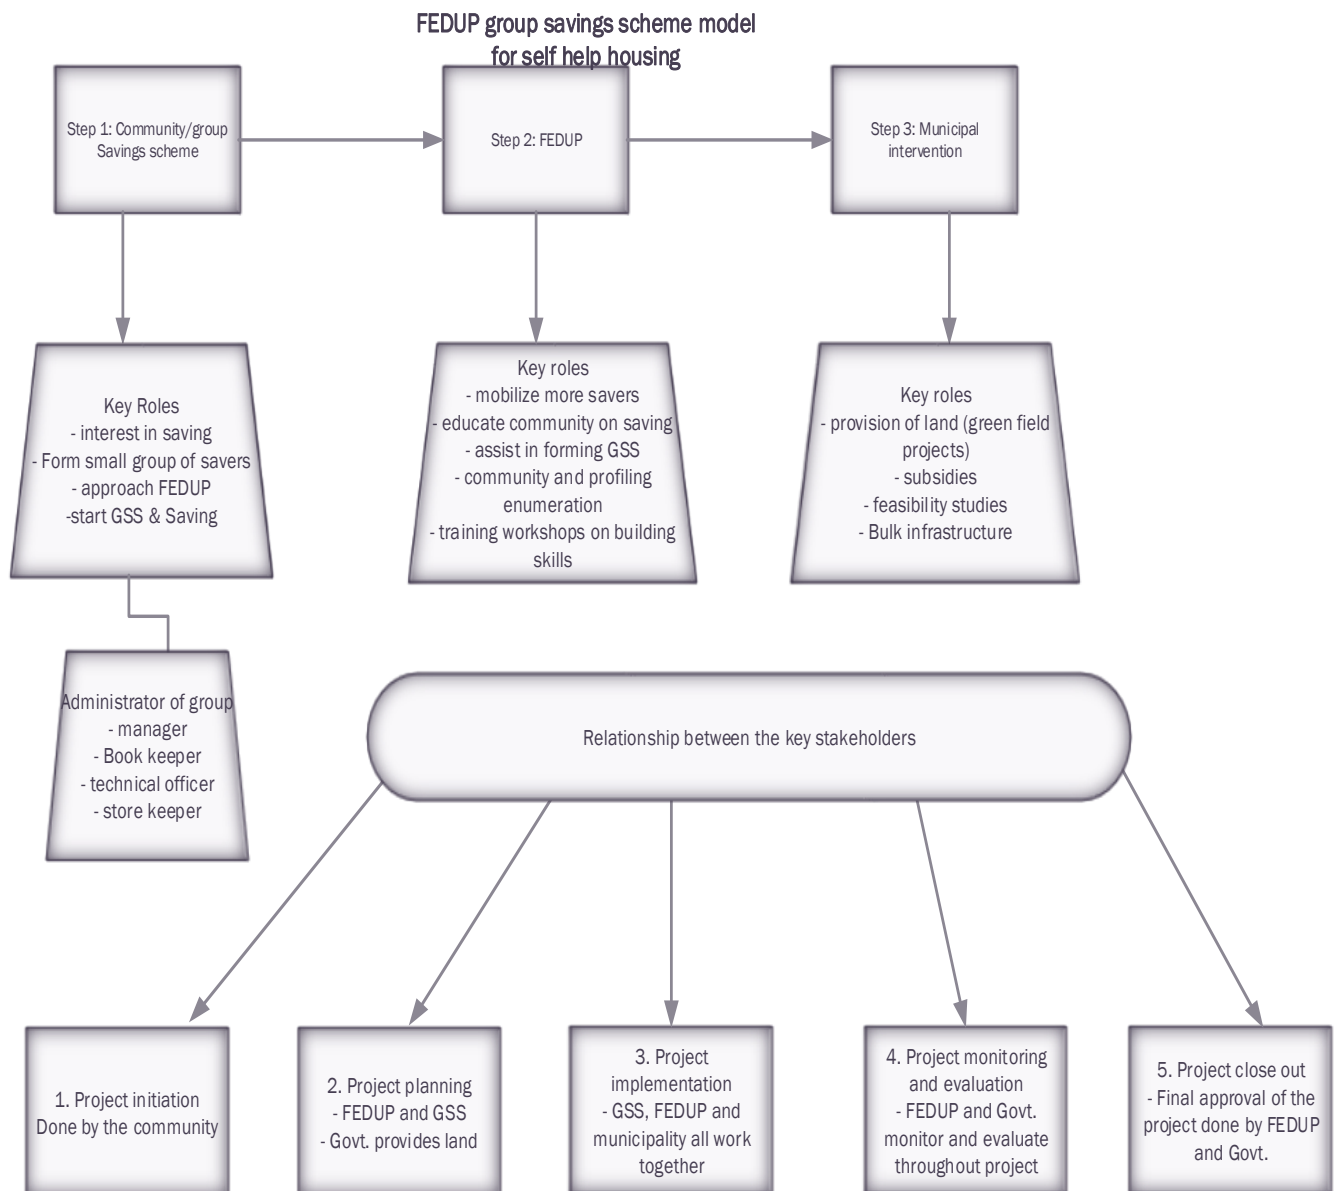 FEDUP group savings scheme model
for self help housing
Step 1: Community/group
Savings scheme
Step 2: FEDUP
Step 3: Municipal
intervention
Key Roles
- interest in saving
- Form small group of savers
- approach FEDUP
-start GSS & Saving
Key roles
- mobilize more savers
- educate community on saving
- assist in forming GSS
- community and profiling
enumeration
- training workshops on building
skills
Key roles
- provision of land (green field
projects)
- subsidies
- feasibility studies
- Bulk infrastructure
Administrator of group
- manager
- Book keeper
- technical officer
- store keeper
Relationship between the key stakeholders
1. Project initiation
Done by the community
2. Project planning
- FEDUP and GSS
- Govt. provides land
3. Project
implementation
- GSS, FEDUP and
municipality all work
together
4. Project monitoring
and evaluation
- FEDUP and Govt.
monitor and evaluate
throughout project
5. Project close out
- Final approval of the
project done by FEDUP
and Govt.